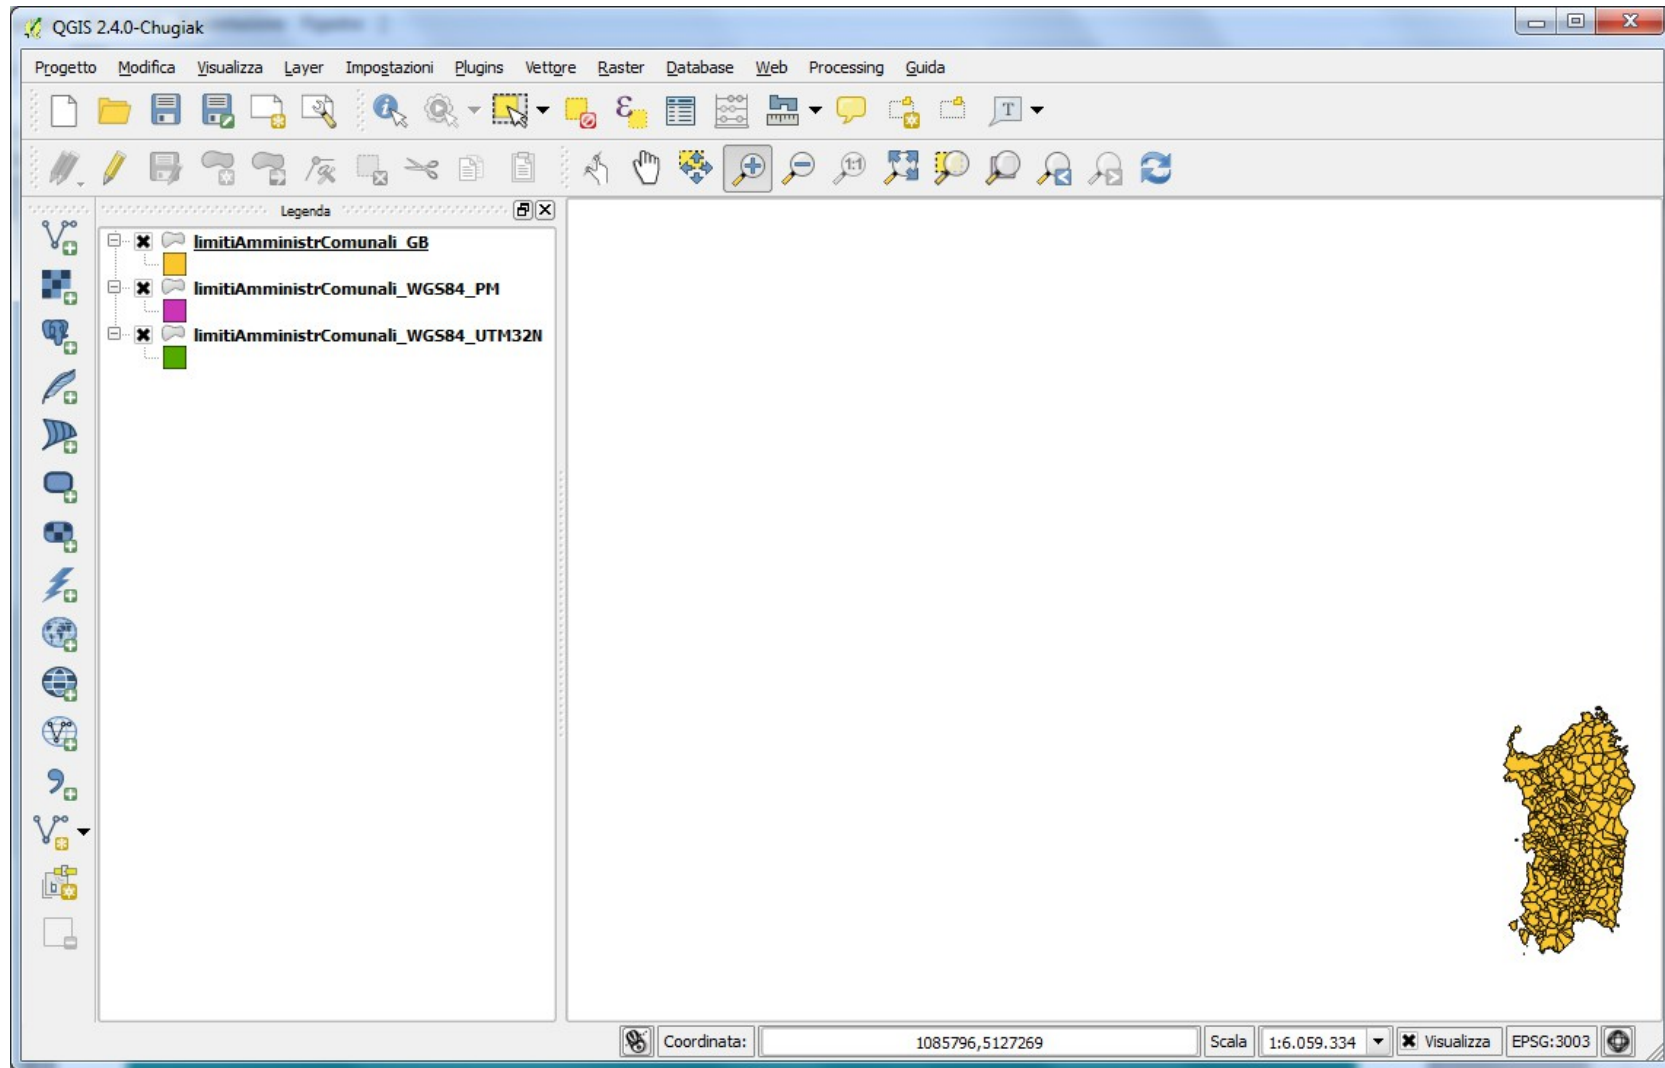 QGIS 2.4.0-Chugiak
Progetto Modifica Visualizza Layer Impostazioni Plugins Vettore Raster Database Web Processing Guida
Legenda
limitiAmministrComunali_GB
limitiAmministrComunali_WGS84_PM
limitiAmministrComunali_WGS84_UTM32N
Coordinata: 1085796,5127269 Scala 1:6.059.334 Visualizza EPSG:3003